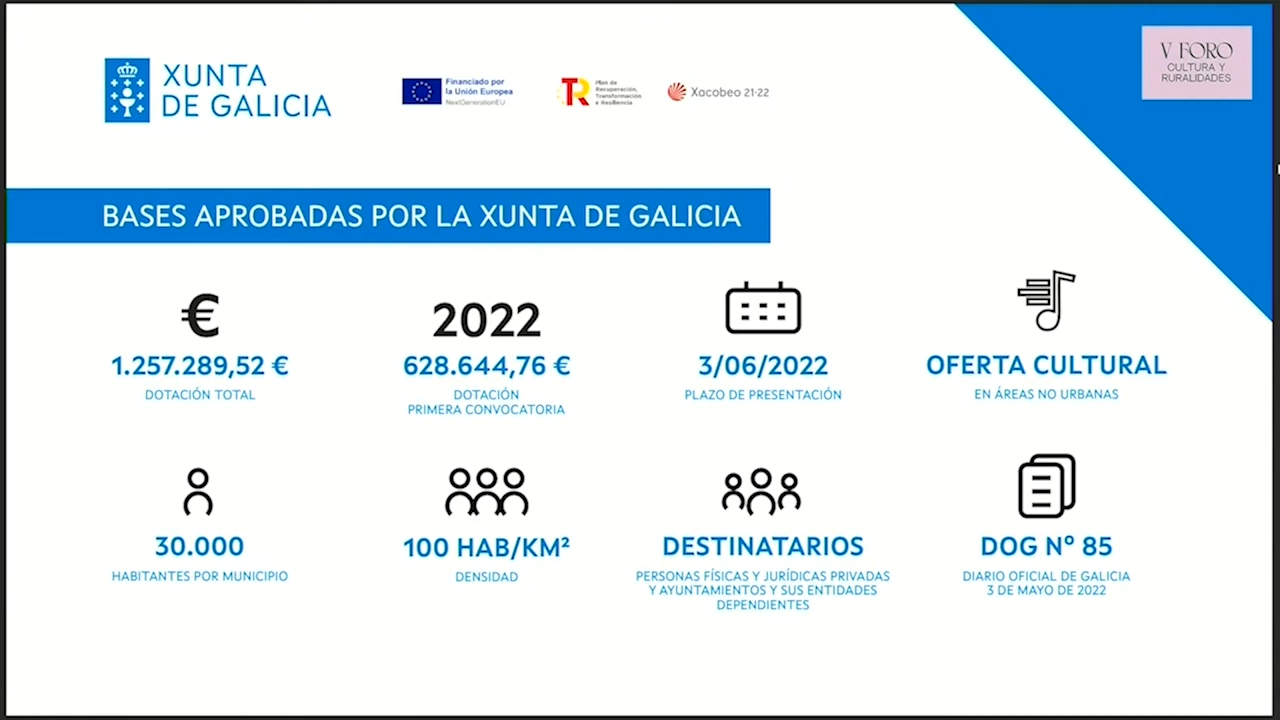 XUNTA
DE GALICIA
Financiado por
la Unión Europea
NextGenerationEU
TR
Plan de
Recuperación,
Transformación
e Resiliencia
Xacobeo 21·22
V FORO
CULTURA Y
RURALIDADES
BASES APROBADAS POR LA XUNTA DE GALICIA
€
1.257.289,52 €
DOTACIÓN TOTAL
2022
628.644,76 €
DOTACIÓN
PRIMERA CONVOCATORIA
3/06/2022
PLAZO DE PRESENTACIÓN
OFERTA CULTURAL
EN ÁREAS NO URBANAS
30.000
HABITANTES POR MUNICIPIO
100 HAB/KM²
DENSIDAD
DESTINATARIOS
PERSONAS FÍSICAS Y JURÍDICAS PRIVADAS
Y AYUNTAMIENTOS Y SUS ENTIDADES
DEPENDIENTES
DOG Nº 85
DIARIO OFICIAL DE GALICIA
3 DE MAYO DE 2022